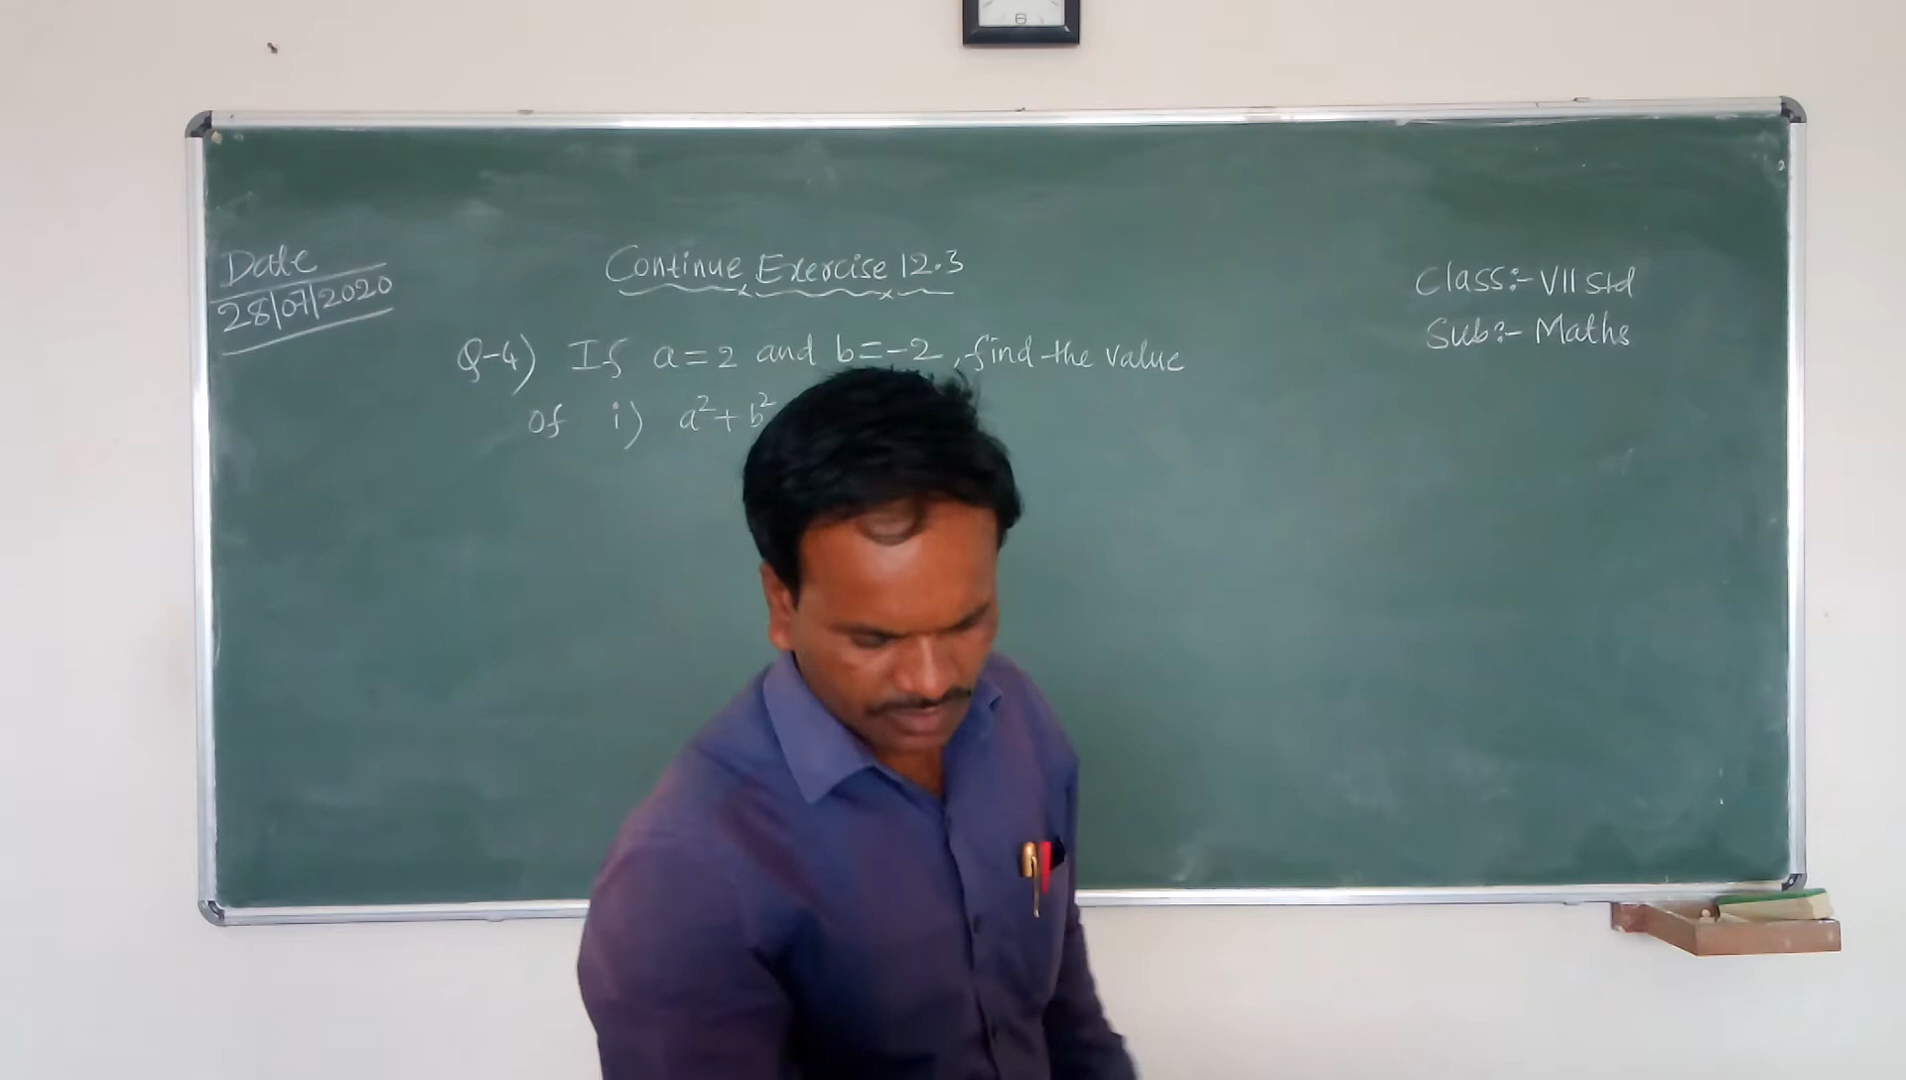 Date
28/07/2020
Continue Exercise 12.3
Class:- VII Std
Sub:- Maths
Q-4) If a=2 and b=-2, find the value
of i) a²+b²
6